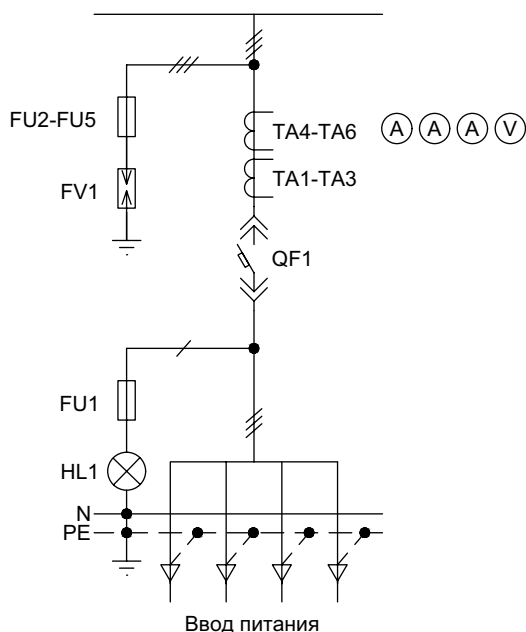 FU2-FU5
TA4-TA6
A A A V
FV1
TA1-TA3
QF1
FU1
HL1
N
PE
Ввод питания